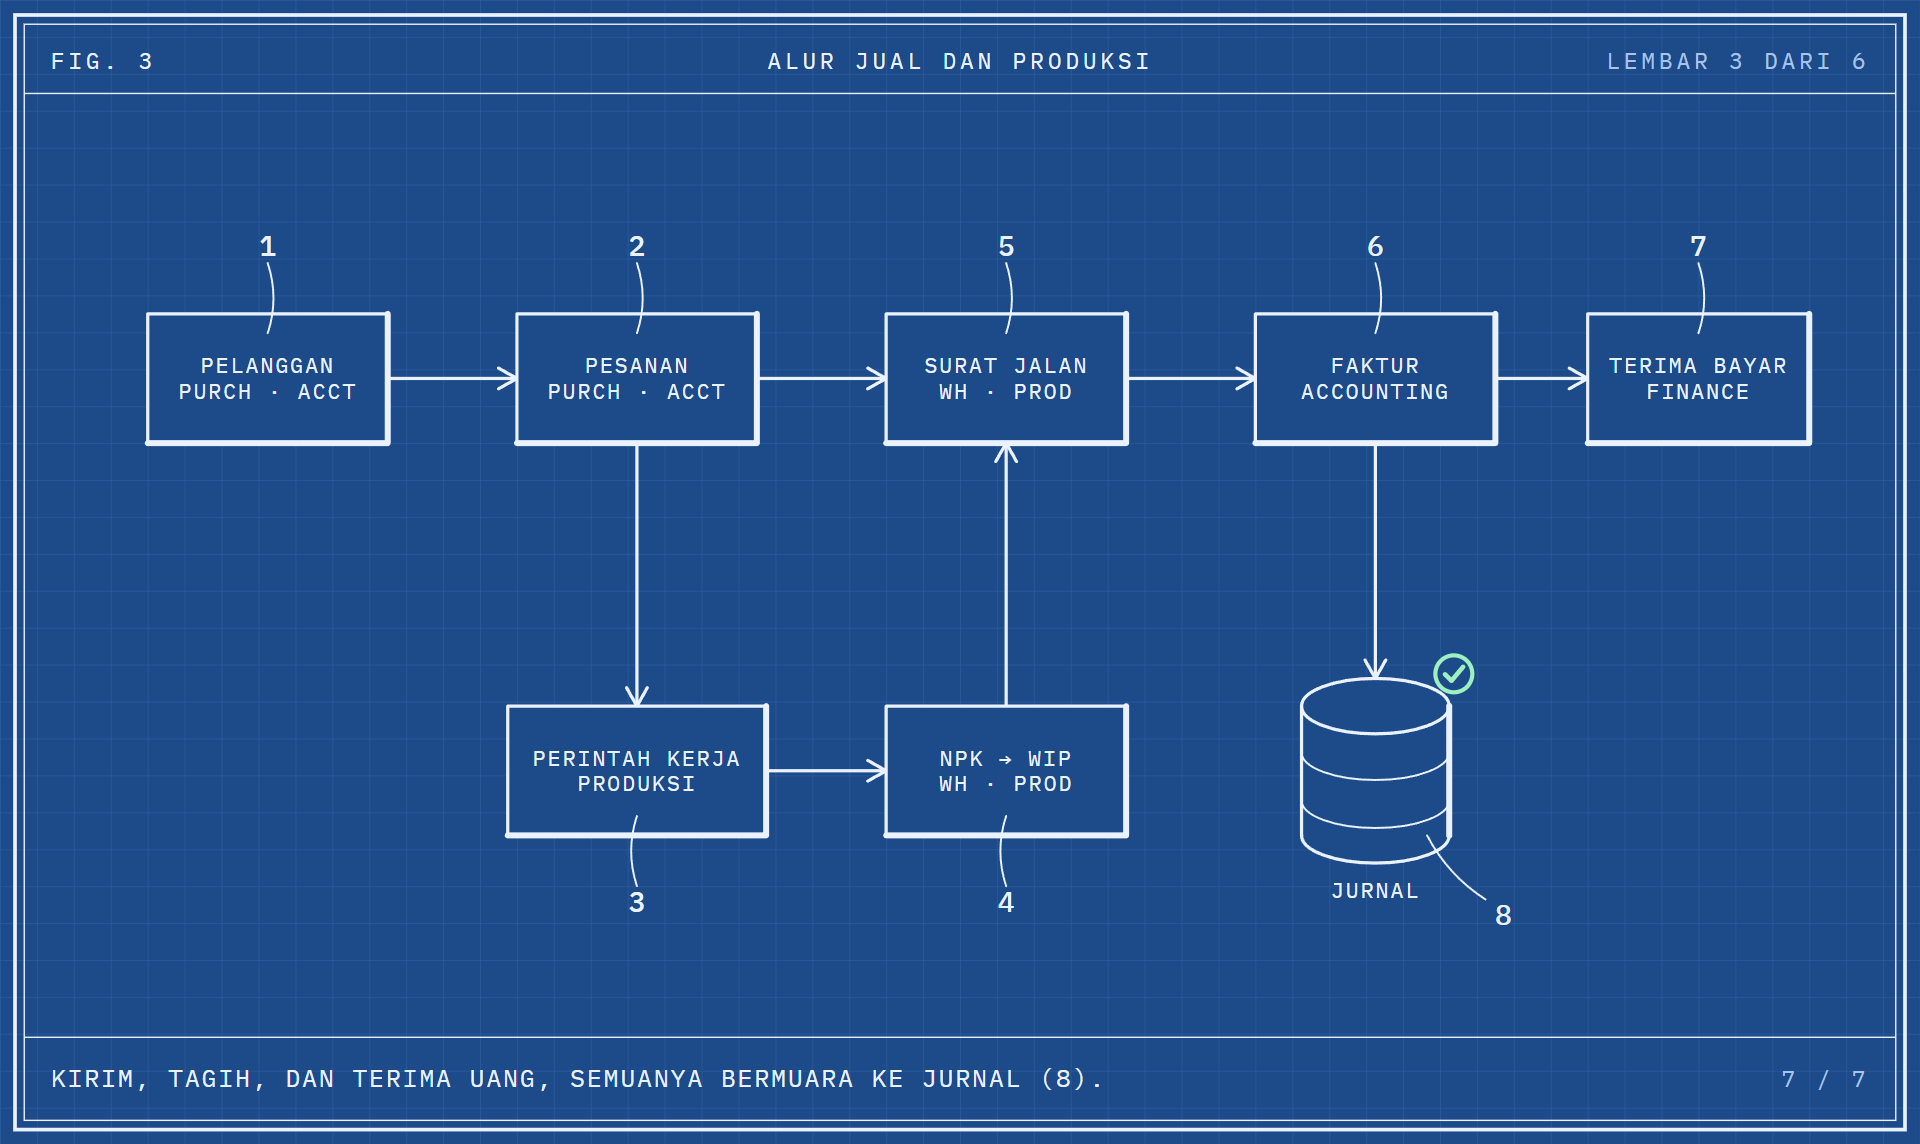 FIG. 3
ALUR JUAL DAN PRODUKSI
LEMBAR 3 DARI 6
1
2
5
6
7
PELANGGAN
PURCH · ACCT
PESANAN
PURCH · ACCT
SURAT JALAN
WH · PROD
FAKTUR
ACCOUNTING
TERIMA BAYAR
FINANCE
PERINTAH KERJA
PRODUKSI
NPK → WIP
WH · PROD
3
4
JURNAL
8
KIRIM, TAGIH, DAN TERIMA UANG, SEMUANYA BERMUARA KE JURNAL (8).
7 / 7